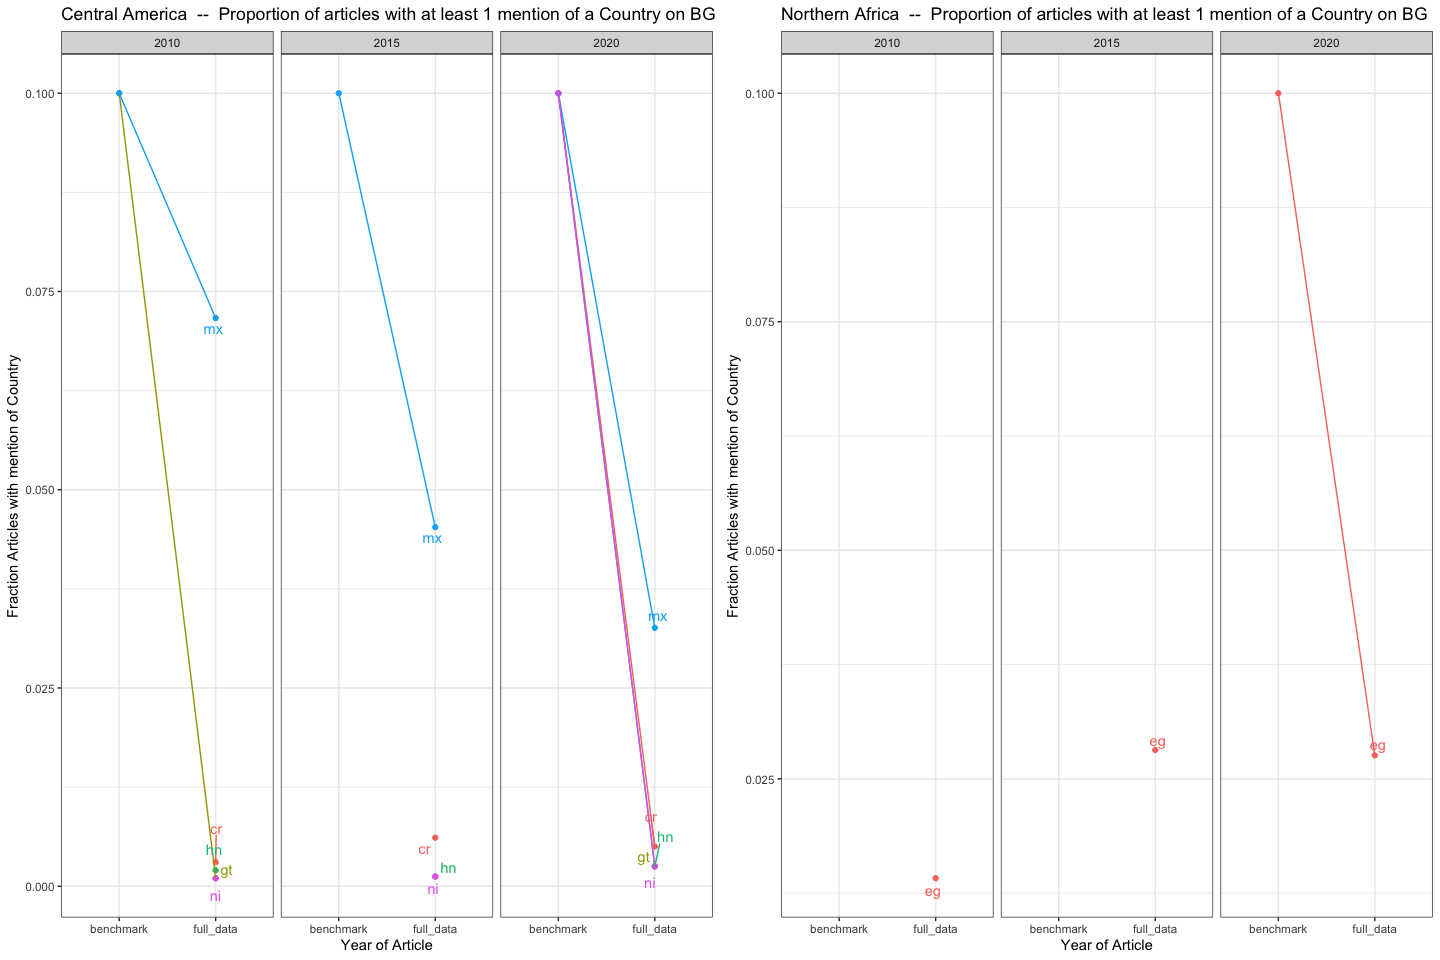 Central America  --  Proportion of articles with at least 1 mention of a Country on BG
2010
2015
2020
Fraction Articles with mention of Country
0.100
0.075
0.050
0.025
0.000
mx
cr
hn
gt
ni
mx
cr
hn
ni
mx
cr
hn
gt
ni
benchmark
full_data
benchmark
full_data
benchmark
full_data
Year of Article
Northern Africa  --  Proportion of articles with at least 1 mention of a Country on BG
2010
2015
2020
Fraction Articles with mention of Country
0.100
0.075
0.050
0.025
eg
eg
eg
benchmark
full_data
benchmark
full_data
benchmark
full_data
Year of Article